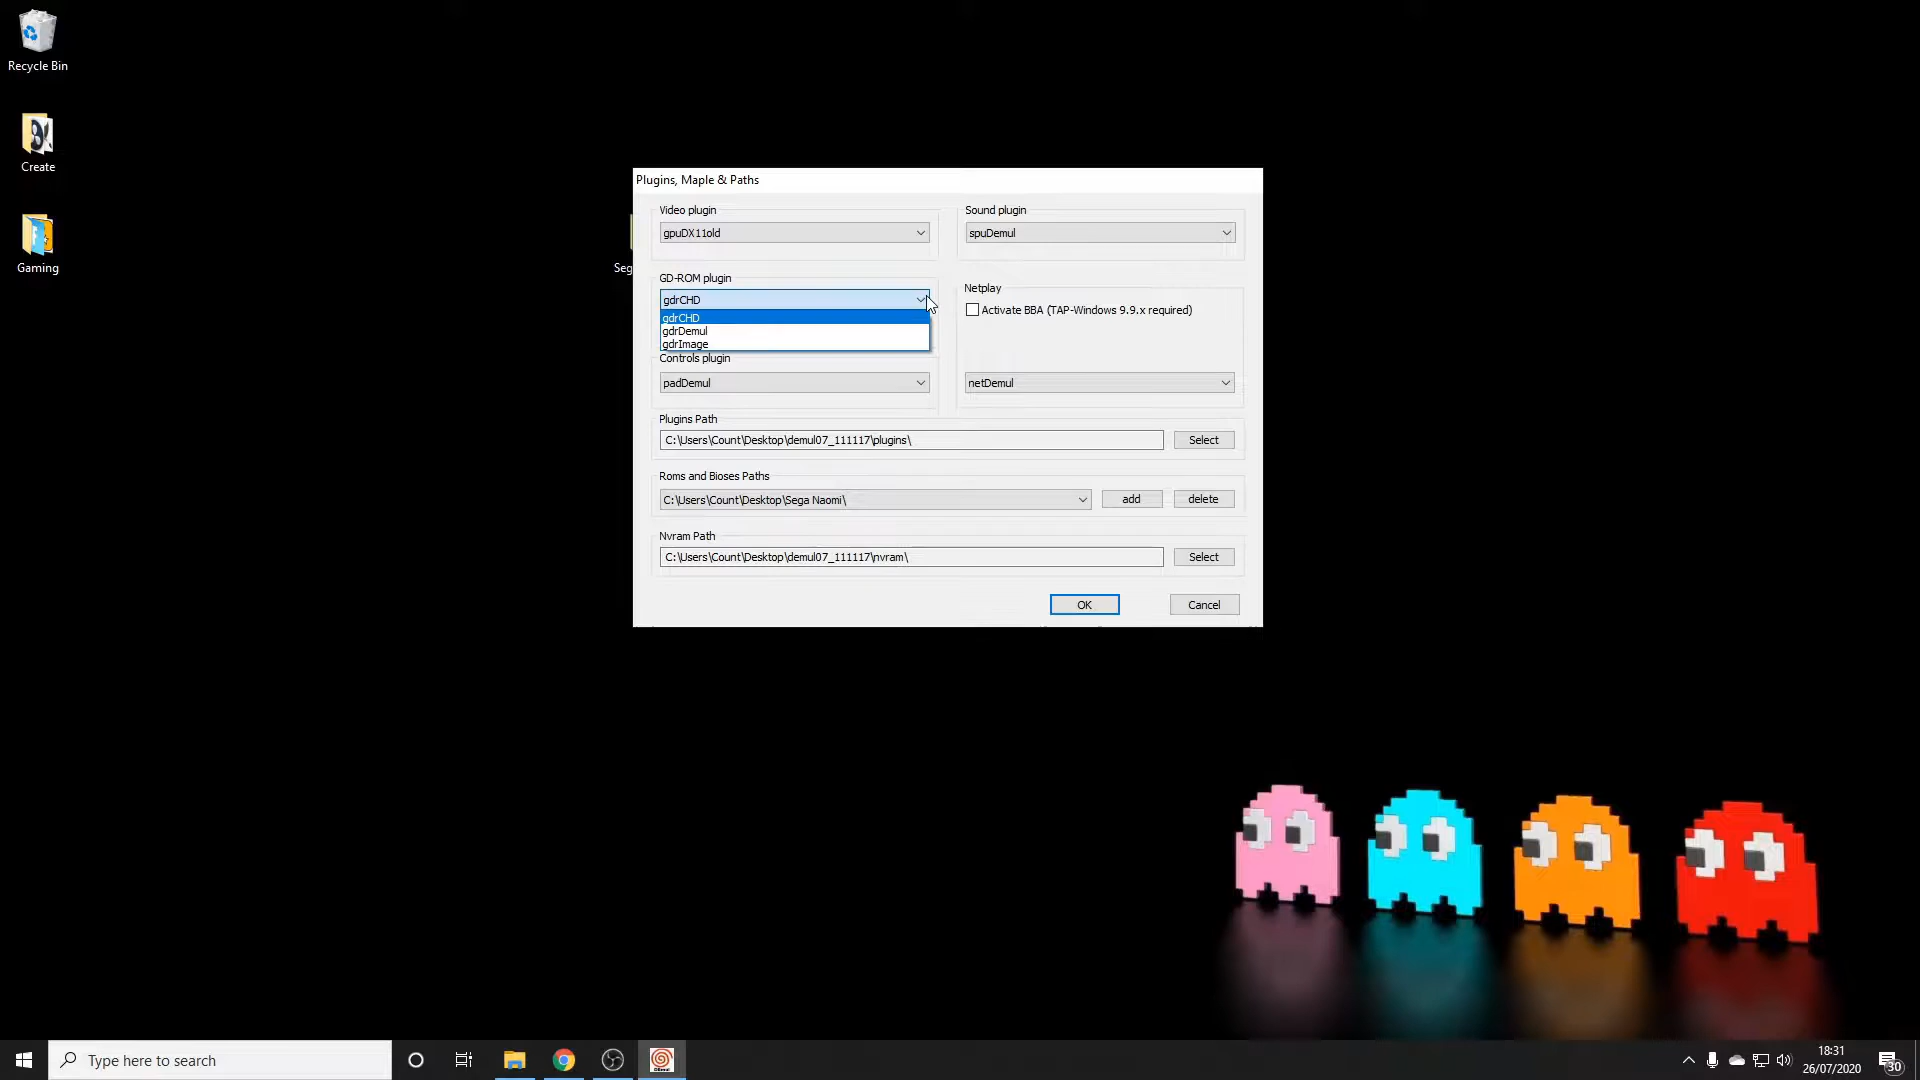 Recycle Bin
Create
Gaming
Seg
Plugins, Maple & Paths
Video plugin
gpuDX11old
Sound plugin
spuDemul
GD-ROM plugin
gdrCHD
gdrCHD
gdrDemul
gdrImage
Netplay
Activate BBA (TAP-Windows 9.9.x required)
Controls plugin
padDemul
netDemul
Plugins Path
C:\Users\Count\Desktop\demul07_111117\plugins\
Select
Roms and Bioses Paths
C:\Users\Count\Desktop\Sega Naomi\
add
delete
Nvram Path
C:\Users\Count\Desktop\demul07_111117\nvram\
Select
OK
Cancel
Type here to search
18:31
26/07/2020
30